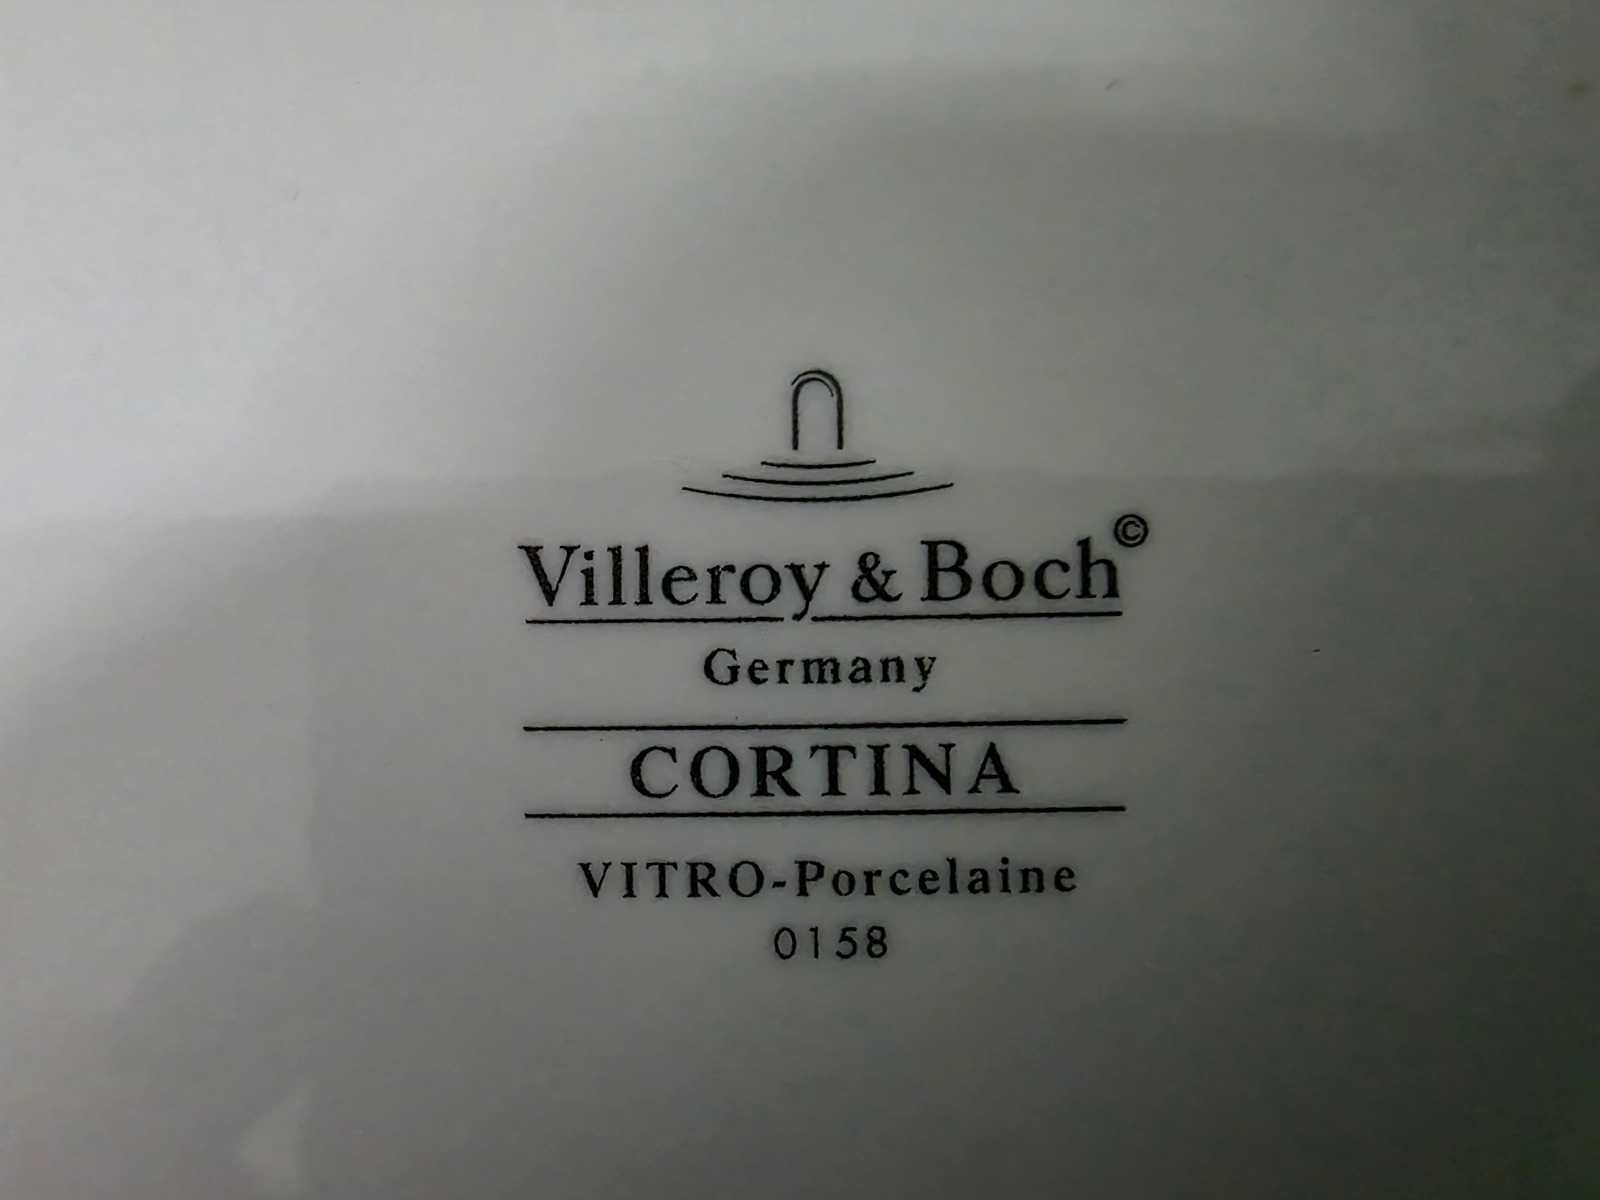 Villeroy & Boch©
Germany
CORTINA
VITRO-Porcelaine
0158